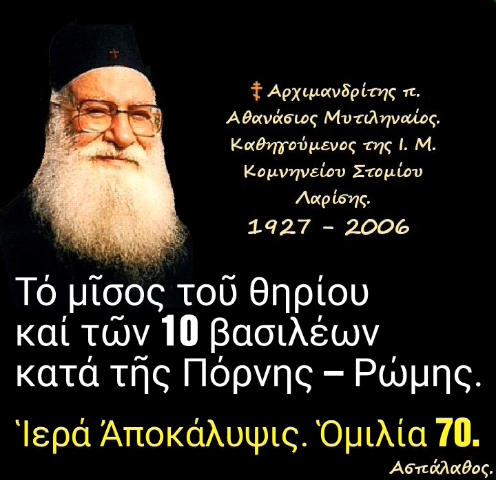 ‡ Αρχιμανδρίτης π.
Αθανάσιος Μυτιληναίος.
Καθηγούμενος της Ι. Μ.
Κομνηνείου Στομίου
Λαρίσης.
1927 - 2006
Τό μῖσος τοῦ θηρίου
καί τῶν 10 βασιλέων
κατά τῆς Πόρνης – Ρώμης.
Ἱερά Ἀποκάλυψις. Ὁμιλία 70.
Ασπάλαθος.